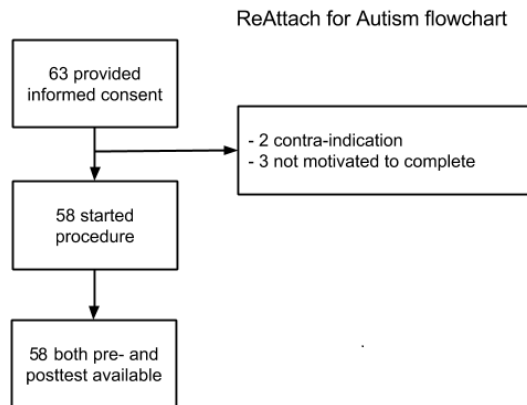 ReAttach for Autism flowchart
63 provided
informed consent
- 2 contra-indication
- 3 not motivated to complete
58 started
procedure
58 both pre- and
posttest available